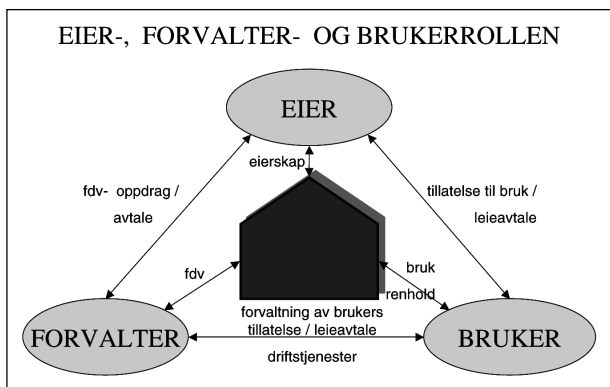 EIER-, FORVALTER- OG BRUKERROLLEN
EIER
eierskap
fdv- oppdrag /
avtale
tillatelse til bruk /
leieavtale
fdv
bruk
renhold
forvaltning av brukers
tillatelse / leieavtale
FORVALTER
BRUKER
driftstjenester